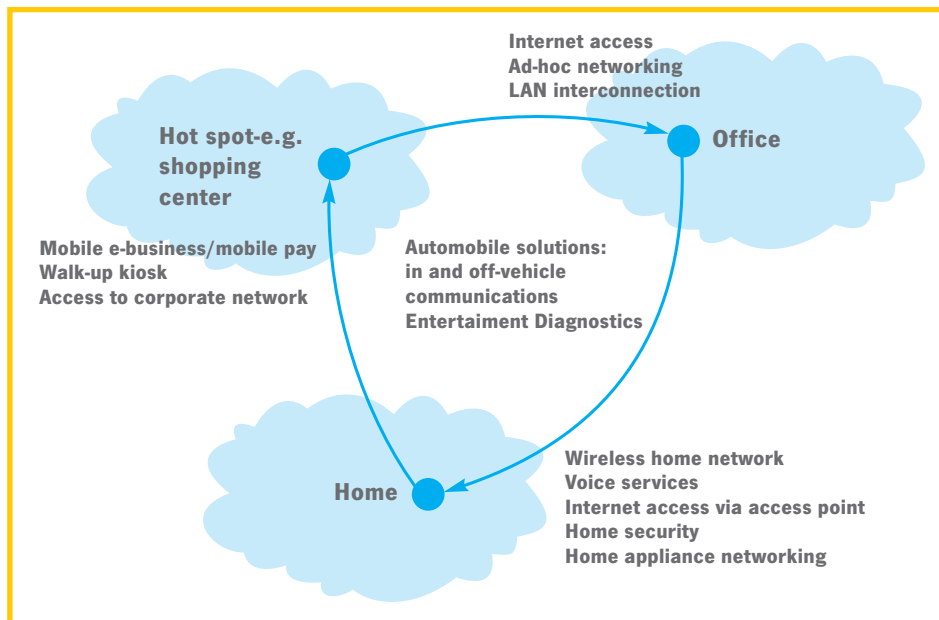 Internet access
Ad-hoc networking
LAN interconnection
Hot spot-e.g.
shopping
center
Office
Mobile e-business/mobile pay
Walk-up kiosk
Access to corporate network
Automobile solutions:
in and off-vehicle
communications
Entertaiment Diagnostics
Home
Wireless home network
Voice services
Internet access via access point
Home security
Home appliance networking